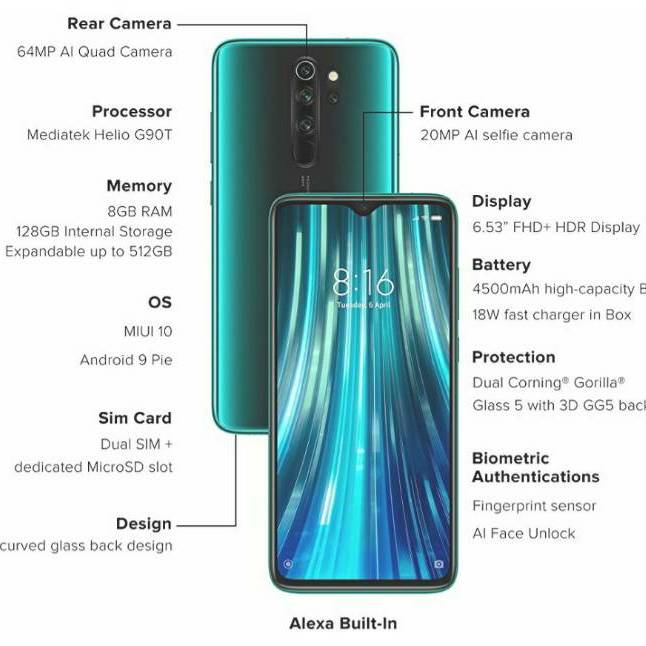 Rear Camera
64MP AI Quad Camera
Processor
Mediatek Helio G90T
Memory
8GB RAM
128GB Internal Storage
Expandable up to 512GB
OS
MIUI 10
Android 9 Pie
Sim Card
Dual SIM +
dedicated MicroSD slot
Design
curved glass back design
Front Camera
20MP AI selfie camera
Display
6.53” FHD+ HDR Display
Battery
4500mAh high-capacity B
18W fast charger in Box
Protection
Dual Corning® Gorilla®
Glass 5 with 3D GG5 back
Biometric
Authentications
Fingerprint sensor
AI Face Unlock
8:16
Tuesday, 6 April
Alexa Built-In